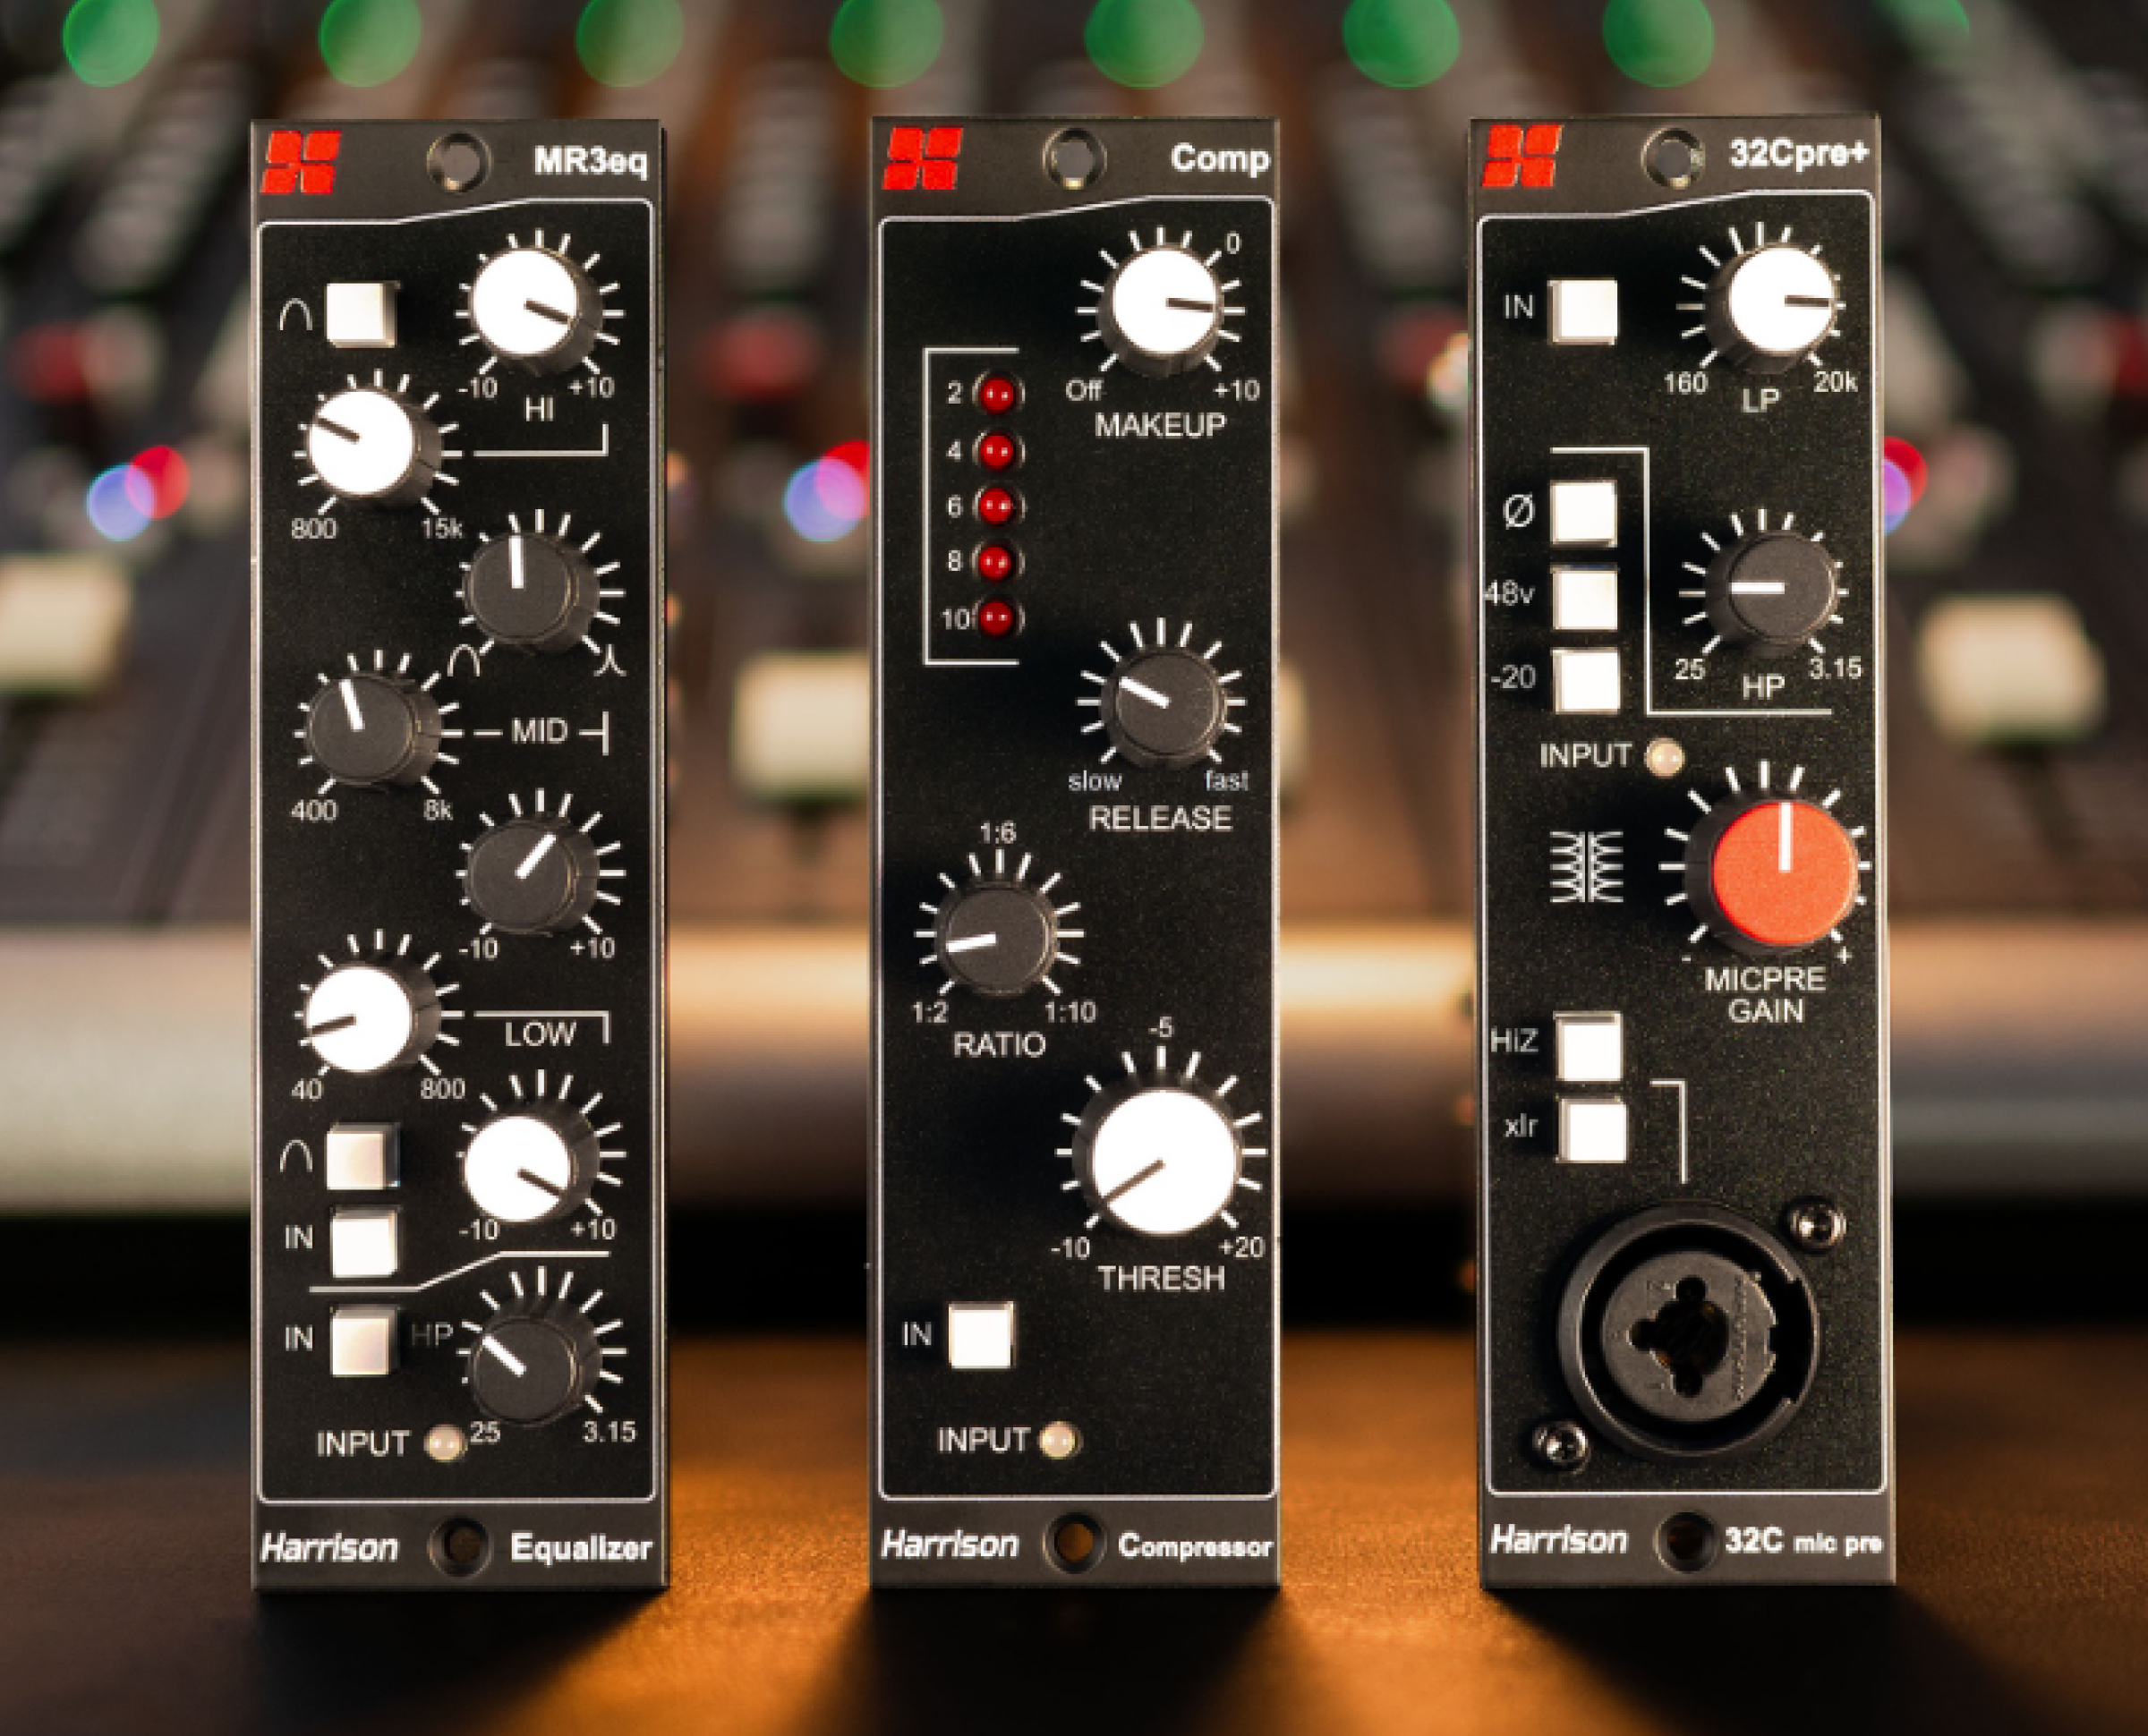 MR3eq
-10 +10
HI
800 15k
MID
400 8k
-10 +10
LOW
40 800
-10 +10
IN
IN HP
25 3.15
INPUT
Harrison Equalizer
Comp
0
Off +10
MAKEUP
2
4
6
8
10
slow fast
RELEASE
1:6
1:2 1:10
RATIO
-5
-10 +20
THRESH
IN
INPUT
Harrison Compressor
32Cpre+
IN
160 20k
LP
Ø
48v
-20
25 3.15
HP
INPUT
- +
MICPRE
GAIN
HiZ
xlr
Harrison 32C mic pre